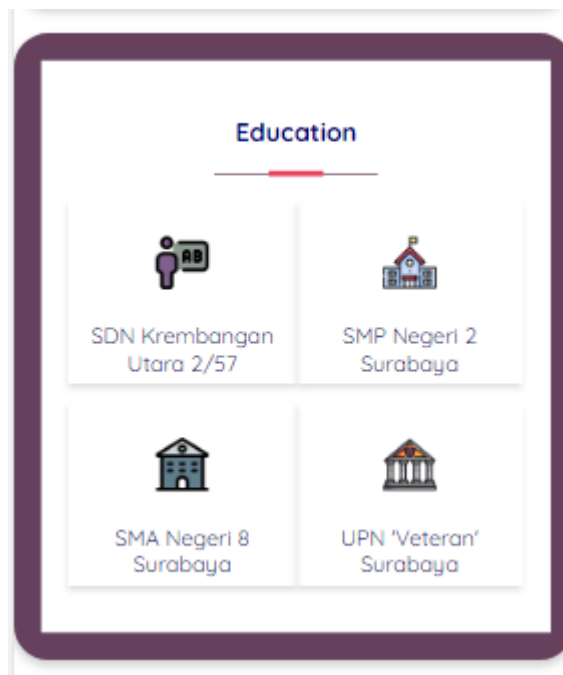 Education
AB
SDN Krembangan
Utara 2/57
SMP Negeri 2
Surabaya
SMA Negeri 8
Surabaya
UPN 'Veteran'
Surabaya